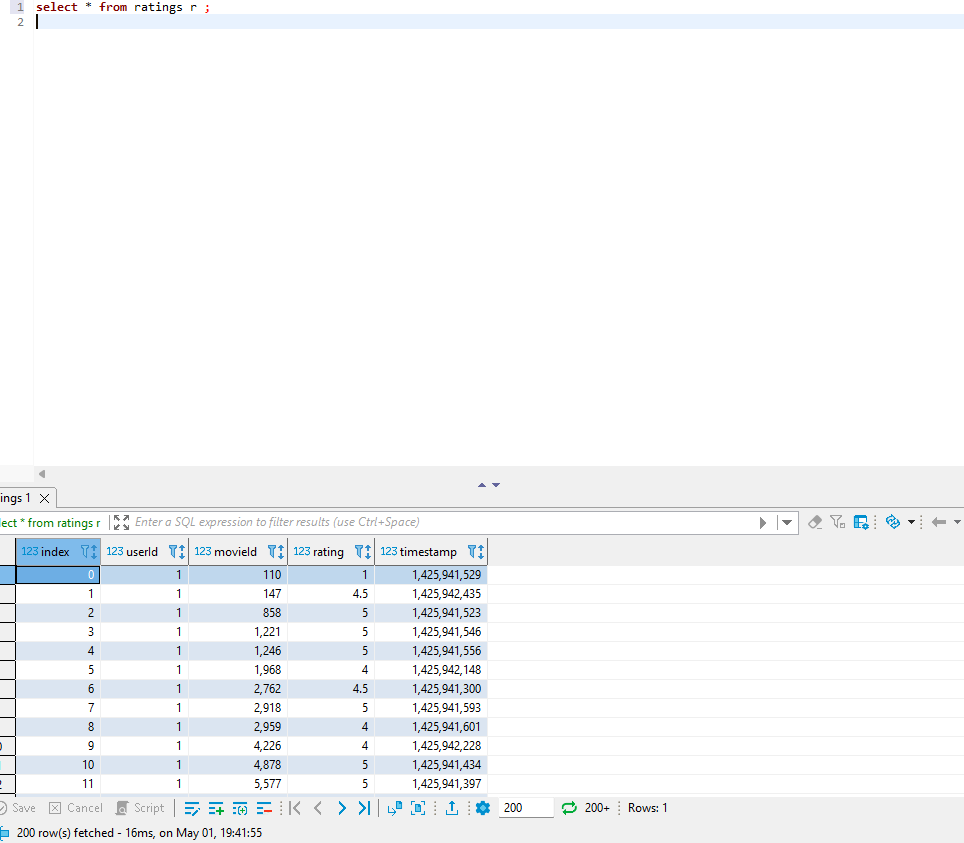 1 select * from ratings r ;
2
ings 1
ect * from ratings r Enter a SQL expression to filter results (use Ctrl+Space)
123 index 123 userId 123 movieId 123 rating 123 timestamp
0 1 110 1 1,425,941,529
1 1 147 4.5 1,425,942,435
2 1 858 5 1,425,941,523
3 1 1,221 5 1,425,941,546
4 1 1,246 5 1,425,941,556
5 1 1,968 4 1,425,942,148
6 1 2,762 4.5 1,425,941,300
7 1 2,918 5 1,425,941,593
8 1 2,959 4 1,425,941,601
9 1 4,226 4 1,425,942,228
10 1 4,878 5 1,425,941,434
2 11 1 5,577 5 1,425,941,397
Save Cancel Script 200 200+ Rows: 1
200 row(s) fetched - 16ms, on May 01, 19:41:55